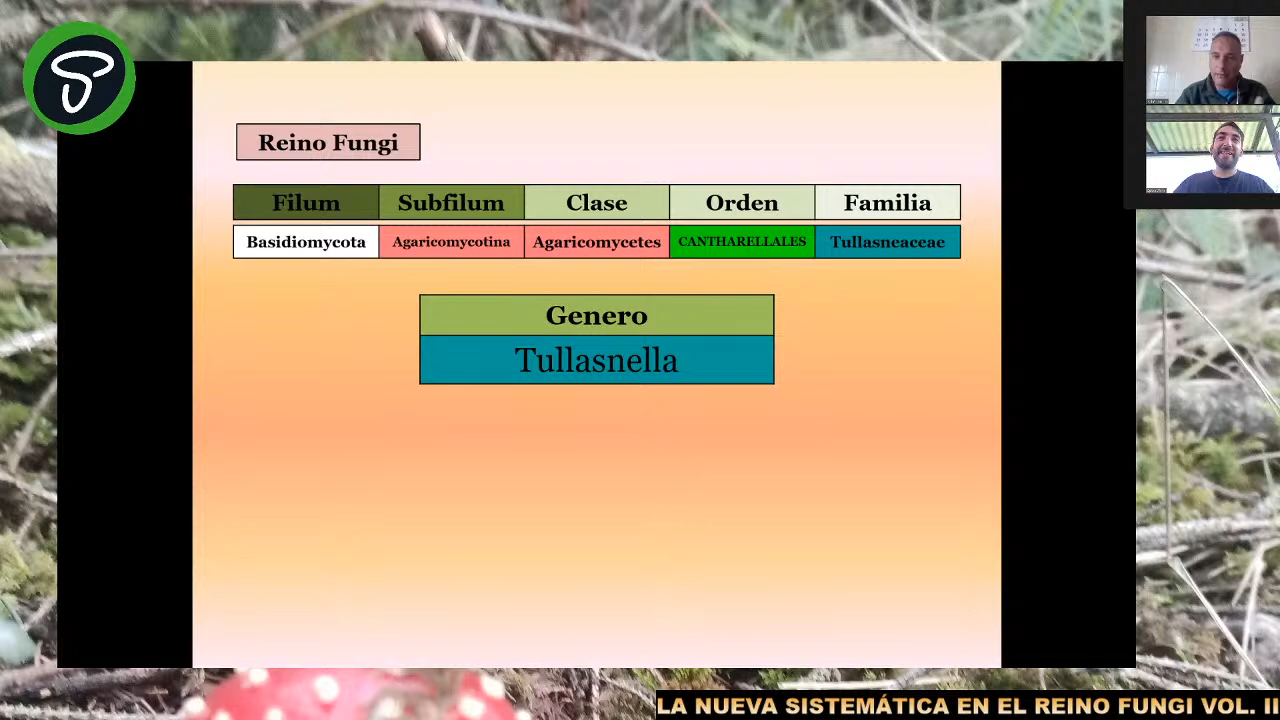 Reino Fungi
Filum Subfilum Clase Orden Familia
Basidiomycota Agaricomycotina Agaricomycetes CANTHARELLALES Tullasneaceae
Genero
Tullasnella
LA NUEVA SISTEMÁTICA EN EL REINO FUNGI VOL. II